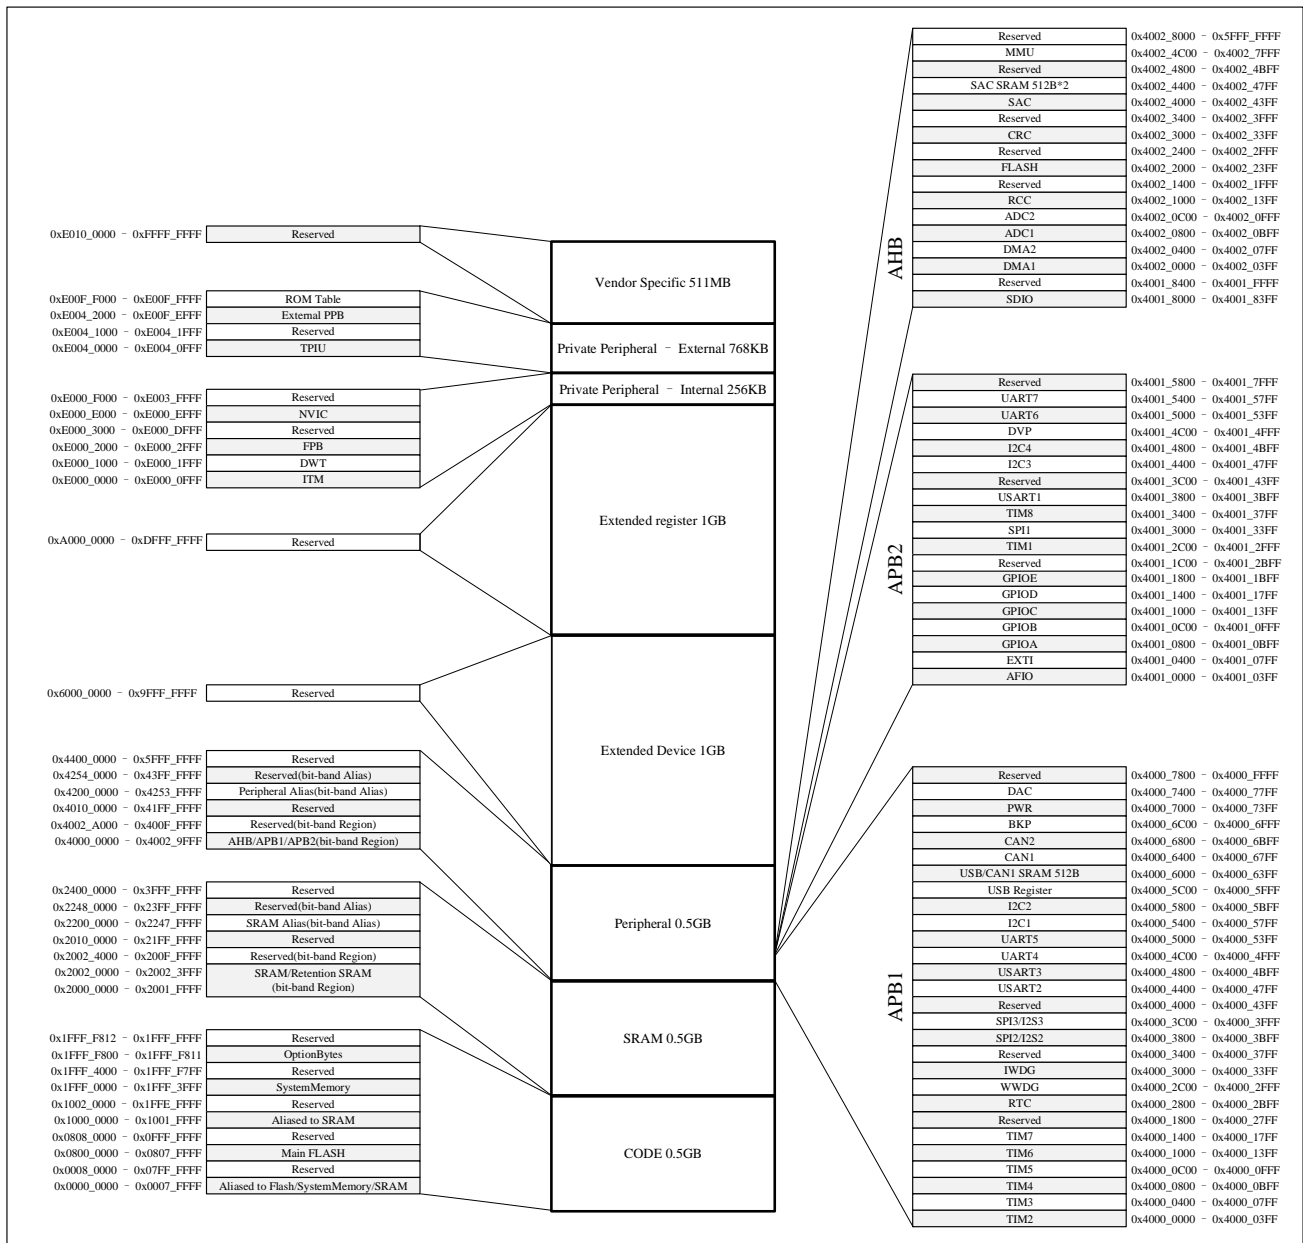 0xE010_0000 - 0xFFFF_FFFF Reserved
0xE00F_F000 - 0xE00F_FFFF ROM Table
0xE004_2000 - 0xE00F_EFFF External PPB
0xE004_1000 - 0xE004_1FFF Reserved
0xE004_0000 - 0xE004_0FFF TPIU
0xE000_F000 - 0xE003_FFFF Reserved
0xE000_E000 - 0xE000_EFFF NVIC
0xE000_3000 - 0xE000_DFFF Reserved
0xE000_2000 - 0xE000_2FFF FPB
0xE000_1000 - 0xE000_1FFF DWT
0xE000_0000 - 0xE000_0FFF ITM
0xA000_0000 - 0xDFFF_FFFF Reserved
0x6000_0000 - 0x9FFF_FFFF Reserved
0x4400_0000 - 0x5FFF_FFFF Reserved
0x4254_0000 - 0x43FF_FFFF Reserved(bit-band Alias)
0x4200_0000 - 0x4253_FFFF Peripheral Alias(bit-band Alias)
0x4010_0000 - 0x41FF_FFFF Reserved
0x4002_A000 - 0x400F_FFFF Reserved(bit-band Region)
0x4000_0000 - 0x4002_9FFF AHB/APB1/APB2(bit-band Region)
0x2400_0000 - 0x3FFF_FFFF Reserved
0x2248_0000 - 0x23FF_FFFF Reserved(bit-band Alias)
0x2200_0000 - 0x2247_FFFF SRAM Alias(bit-band Alias)
0x2010_0000 - 0x21FF_FFFF Reserved
0x2002_4000 - 0x200F_FFFF Reserved(bit-band Region)
0x2002_0000 - 0x2002_3FFF SRAM/Retention SRAM
0x2000_0000 - 0x2001_FFFF (bit-band Region)
0x1FFF_F812 - 0x1FFF_FFFF Reserved
0x1FFF_F800 - 0x1FFF_F811 OptionBytes
0x1FFF_4000 - 0x1FFF_F7FF Reserved
0x1FFF_0000 - 0x1FFF_3FFF SystemMemory
0x1002_0000 - 0x1FFE_FFFF Reserved
0x1000_0000 - 0x1001_FFFF Aliased to SRAM
0x0808_0000 - 0x0FFF_FFFF Reserved
0x0800_0000 - 0x0807_FFFF Main FLASH
0x0008_0000 - 0x07FF_FFFF Reserved
0x0000_0000 - 0x0007_FFFF Aliased to Flash/SystemMemory/SRAM
Vendor Specific 511MB
Private Peripheral - External 768KB
Private Peripheral - Internal 256KB
Extended register 1GB
Extended Device 1GB
Peripheral 0.5GB
SRAM 0.5GB
CODE 0.5GB
AHB
Reserved 0x4002_8000 - 0x5FFF_FFFF
MMU 0x4002_4C00 - 0x4002_7FFF
Reserved 0x4002_4800 - 0x4002_4BFF
SAC SRAM 512B*2 0x4002_4400 - 0x4002_47FF
SAC 0x4002_4000 - 0x4002_43FF
Reserved 0x4002_3400 - 0x4002_3FFF
CRC 0x4002_3000 - 0x4002_33FF
Reserved 0x4002_2400 - 0x4002_2FFF
FLASH 0x4002_2000 - 0x4002_23FF
Reserved 0x4002_1400 - 0x4002_1FFF
RCC 0x4002_1000 - 0x4002_13FF
ADC2 0x4002_0C00 - 0x4002_0FFF
ADC1 0x4002_0800 - 0x4002_0BFF
DMA2 0x4002_0400 - 0x4002_07FF
DMA1 0x4002_0000 - 0x4002_03FF
Reserved 0x4001_8400 - 0x4001_FFFF
SDIO 0x4001_8000 - 0x4001_83FF
APB2
Reserved 0x4001_5800 - 0x4001_7FFF
UART7 0x4001_5400 - 0x4001_57FF
UART6 0x4001_5000 - 0x4001_53FF
DVP 0x4001_4C00 - 0x4001_4FFF
I2C4 0x4001_4800 - 0x4001_4BFF
I2C3 0x4001_4400 - 0x4001_47FF
Reserved 0x4001_3C00 - 0x4001_43FF
USART1 0x4001_3800 - 0x4001_3BFF
TIM8 0x4001_3400 - 0x4001_37FF
SPI1 0x4001_3000 - 0x4001_33FF
TIM1 0x4001_2C00 - 0x4001_2FFF
Reserved 0x4001_1C00 - 0x4001_2BFF
GPIOE 0x4001_1800 - 0x4001_1BFF
GPIOD 0x4001_1400 - 0x4001_17FF
GPIOC 0x4001_1000 - 0x4001_13FF
GPIOB 0x4001_0C00 - 0x4001_0FFF
GPIOA 0x4001_0800 - 0x4001_0BFF
EXTI 0x4001_0400 - 0x4001_07FF
AFIO 0x4001_0000 - 0x4001_03FF
APB1
Reserved 0x4000_7800 - 0x4000_FFFF
DAC 0x4000_7400 - 0x4000_77FF
PWR 0x4000_7000 - 0x4000_73FF
BKP 0x4000_6C00 - 0x4000_6FFF
CAN2 0x4000_6800 - 0x4000_6BFF
CAN1 0x4000_6400 - 0x4000_67FF
USB/CAN1 SRAM 512B 0x4000_6000 - 0x4000_63FF
USB Register 0x4000_5C00 - 0x4000_5FFF
I2C2 0x4000_5800 - 0x4000_5BFF
I2C1 0x4000_5400 - 0x4000_57FF
UART5 0x4000_5000 - 0x4000_53FF
UART4 0x4000_4C00 - 0x4000_4FFF
USART3 0x4000_4800 - 0x4000_4BFF
USART2 0x4000_4400 - 0x4000_47FF
Reserved 0x4000_4000 - 0x4000_43FF
SPI3/I2S3 0x4000_3C00 - 0x4000_3FFF
SPI2/I2S2 0x4000_3800 - 0x4000_3BFF
Reserved 0x4000_3400 - 0x4000_37FF
IWDG 0x4000_3000 - 0x4000_33FF
WWDG 0x4000_2C00 - 0x4000_2FFF
RTC 0x4000_2800 - 0x4000_2BFF
Reserved 0x4000_1800 - 0x4000_27FF
TIM7 0x4000_1400 - 0x4000_17FF
TIM6 0x4000_1000 - 0x4000_13FF
TIM5 0x4000_0C00 - 0x4000_0FFF
TIM4 0x4000_0800 - 0x4000_0BFF
TIM3 0x4000_0400 - 0x4000_07FF
TIM2 0x4000_0000 - 0x4000_03FF